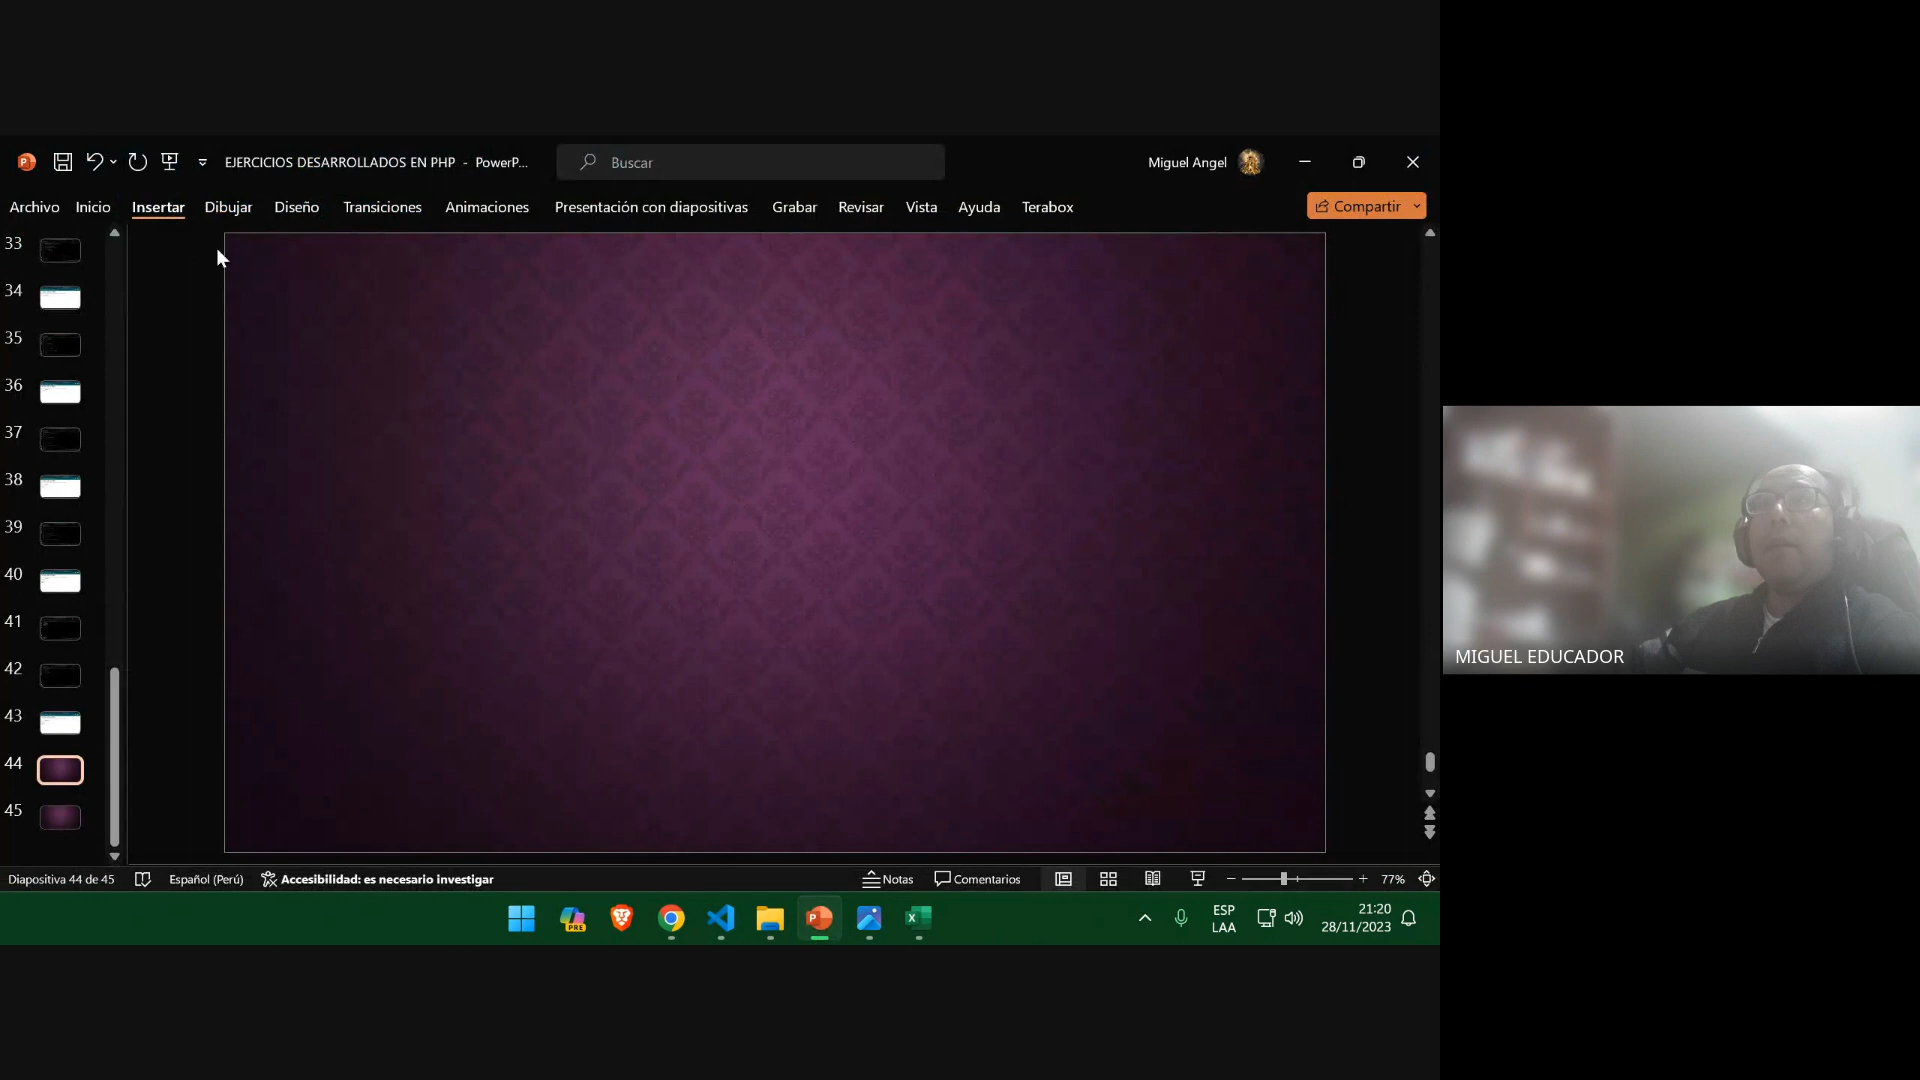 EJERCICIOS DESARROLLADOS EN PHP - PowerP...
Buscar
Miguel Angel
Archivo Inicio Insertar Dibujar Diseño Transiciones Animaciones Presentación con diapositivas Grabar Revisar Vista Ayuda Terabox
Compartir
33
34
35
36
37
38
39
40
41
42
43
44
45
MIGUEL EDUCADOR
Diapositiva 44 de 45 Español (Perú) Accesibilidad: es necesario investigar Notas Comentarios 77%
PRE
ESP
LAA
21:20
28/11/2023